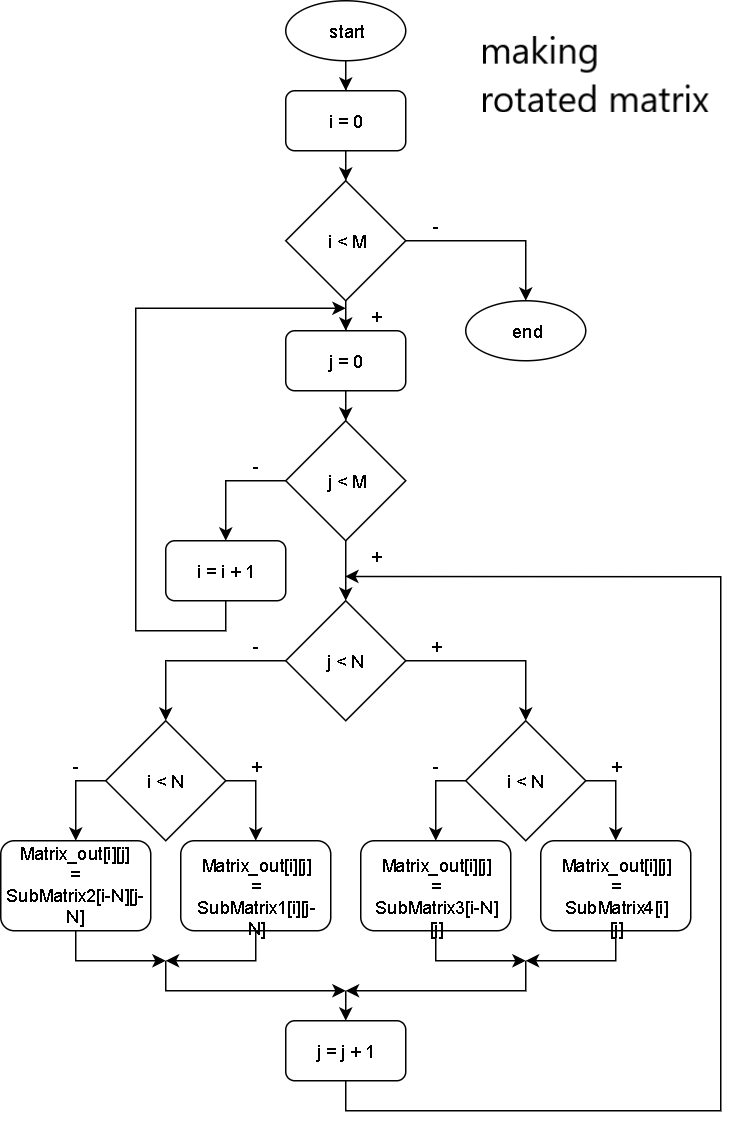 start
making
rotated matrix
i = 0
i < M
-
+
end
j = 0
j < M
-
+
i = i + 1
j < N
-
+
i < N
-
+
i < N
-
+
Matrix_out[i][j]
=
SubMatrix2[i-N][j-
N]
Matrix_out[i][j]
=
SubMatrix1[i][j-
N]
Matrix_out[i][j]
=
SubMatrix3[i-N]
[j]
Matrix_out[i][j]
=
SubMatrix4[i]
[j]
j = j + 1